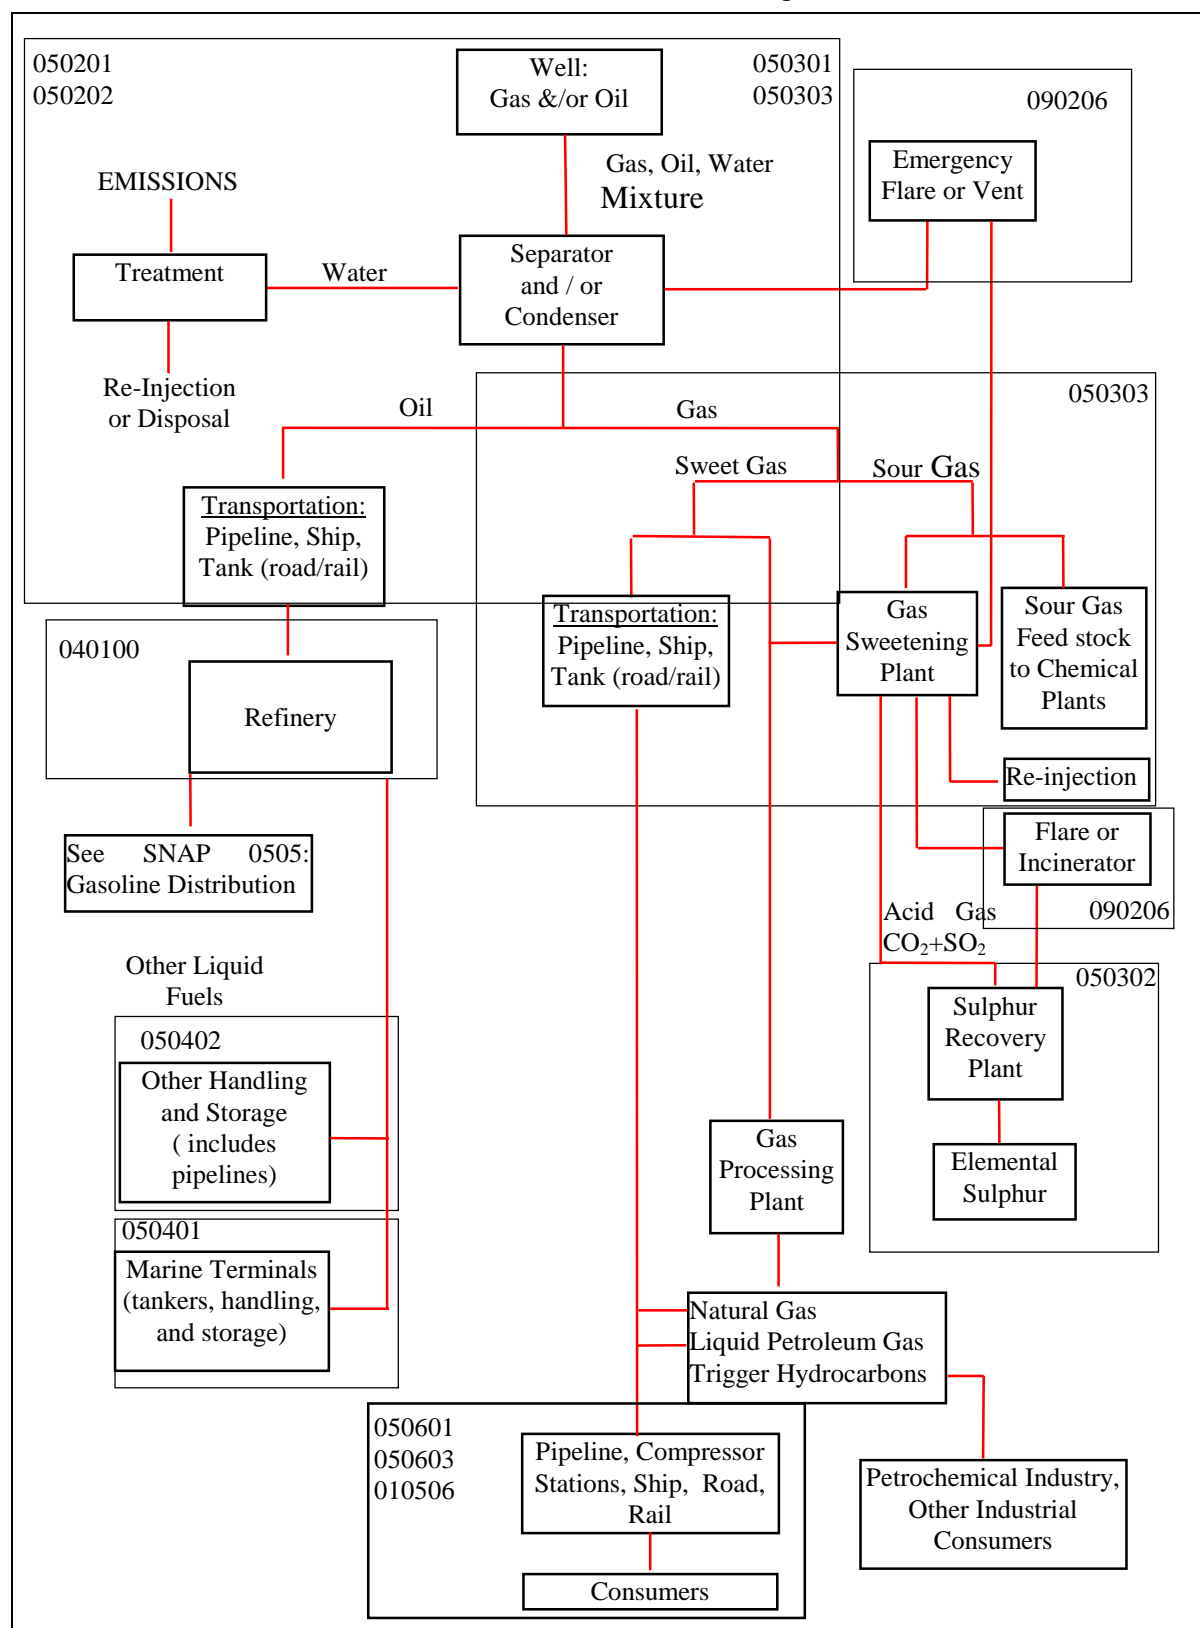 050201
050202
Well:
Gas &/or Oil
050301
050303
090206
Emergency
Flare or Vent
Gas, Oil, Water
Mixture
EMISSIONS
Treatment
Water
Separator
and / or
Condenser
Re-Injection
or Disposal
Oil
Gas
050303
Sweet Gas
Sour Gas
Transportation:
Pipeline, Ship,
Tank (road/rail)
Transportation:
Pipeline, Ship,
Tank (road/rail)
Gas
Sweetening
Plant
Sour Gas
Feed stock
to Chemical
Plants
040100
Refinery
Re-injection
See SNAP 0505:
Gasoline Distribution
Flare or
Incinerator
090206
Acid Gas
CO₂+SO₂
Other Liquid
Fuels
050302
Sulphur
Recovery
Plant
050402
Other Handling
and Storage
( includes
pipelines)
Gas
Processing
Plant
Elemental
Sulphur
050401
Marine Terminals
(tankers, handling,
and storage)
Natural Gas
Liquid Petroleum Gas
Trigger Hydrocarbons
050601
050603
010506
Pipeline, Compressor
Stations, Ship, Road,
Rail
Petrochemical Industry,
Other Industrial
Consumers
Consumers